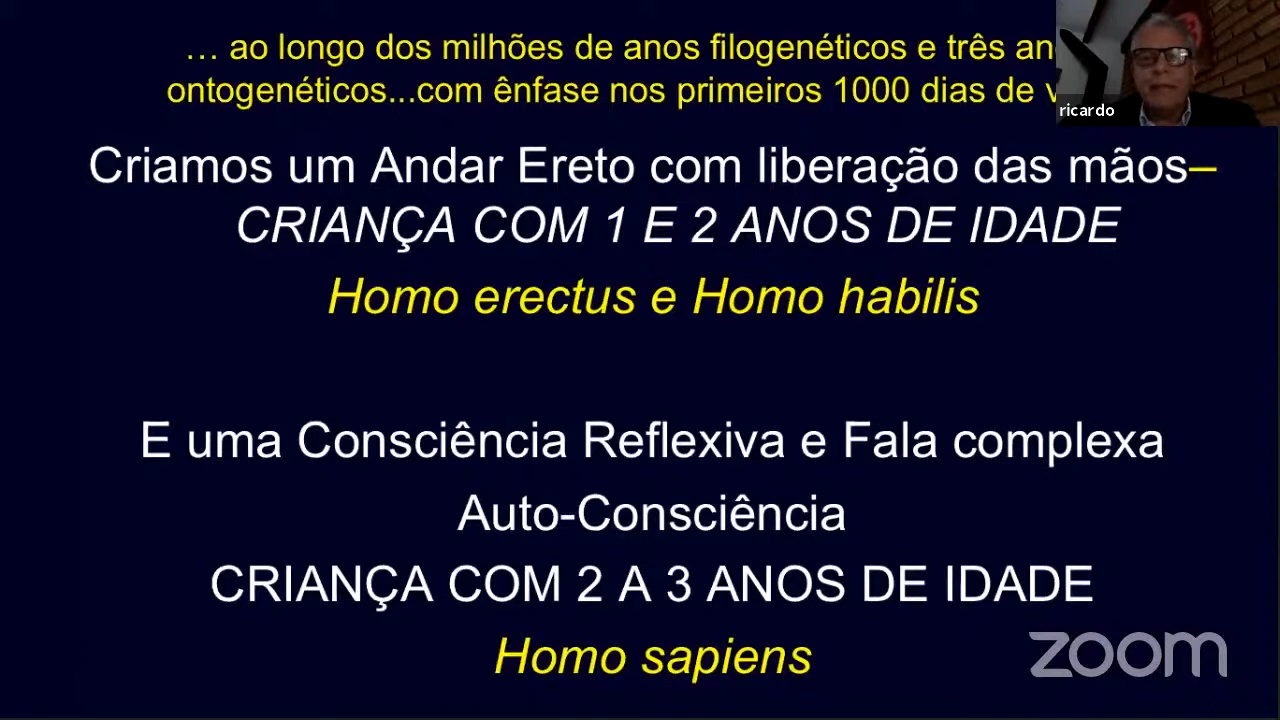 … ao longo dos milhões de anos filogenéticos e três
ontogenéticos...com ênfase nos primeiros 1000 dias de
ricardo
Criamos um Andar Ereto com liberação das mãos–
CRIANÇA COM 1 E 2 ANOS DE IDADE
Homo erectus e Homo habilis
E uma Consciência Reflexiva e Fala complexa
Auto-Consciência
CRIANÇA COM 2 A 3 ANOS DE IDADE
Homo sapiens
zoom